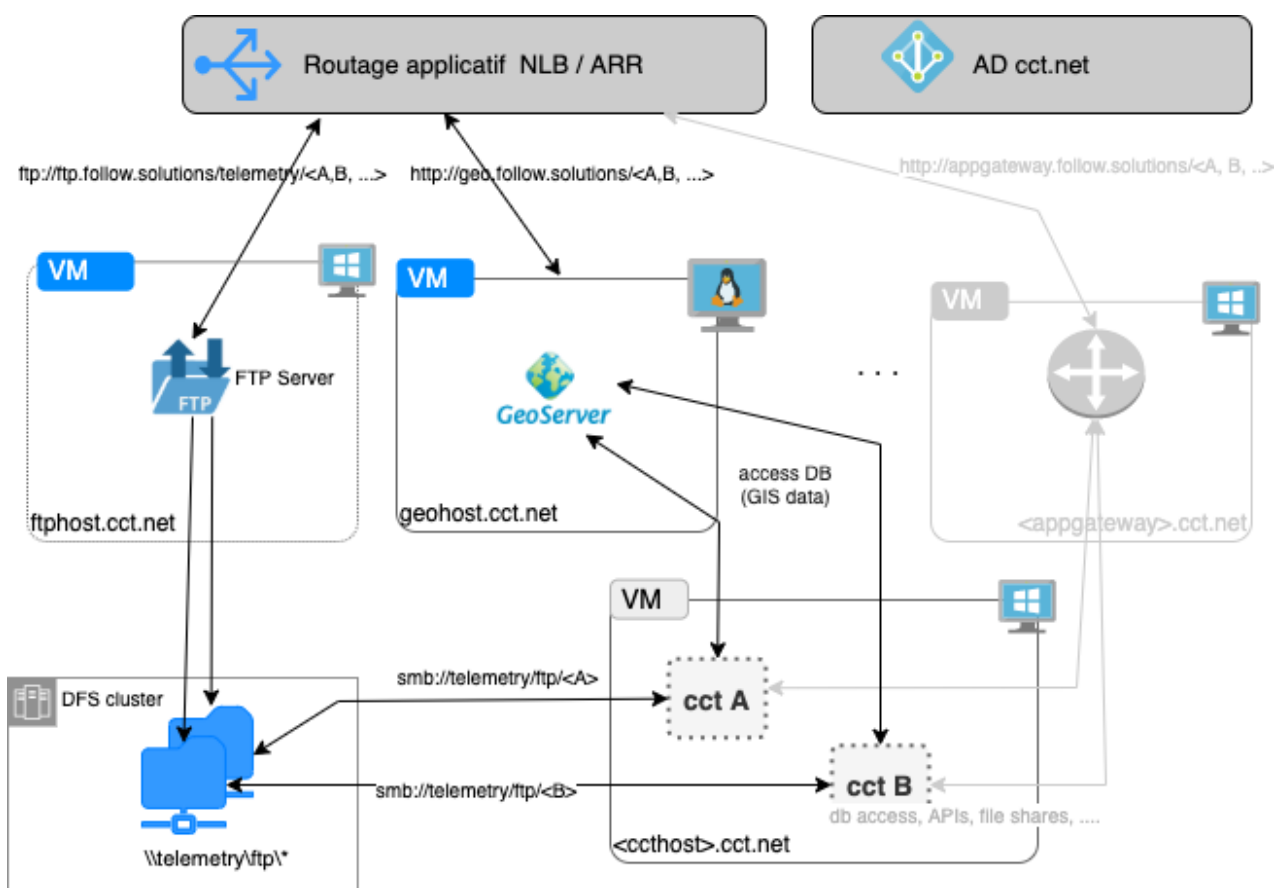 Routage applicatif NLB / ARR
AD cct.net
ftp://ftp.follow.solutions/telemetry/<A,B, ...>
http://geo.follow.solutions/<A,B, ...>
http://appgateway.follow.solutions/<A, B, ..>
VM
VM
VM
FTP Server
FTP
GeoServer
. . .
access DB
(GIS data)
ftphost.cct.net
geohost.cct.net
<appgateway>.cct.net
VM
DFS cluster
smb://telemetry/ftp/<A>
cct A
smb://telemetry/ftp/<B>
cct B
db access, APIs, file shares, ....
<ccthost>.cct.net
\\telemetry\ftp\*